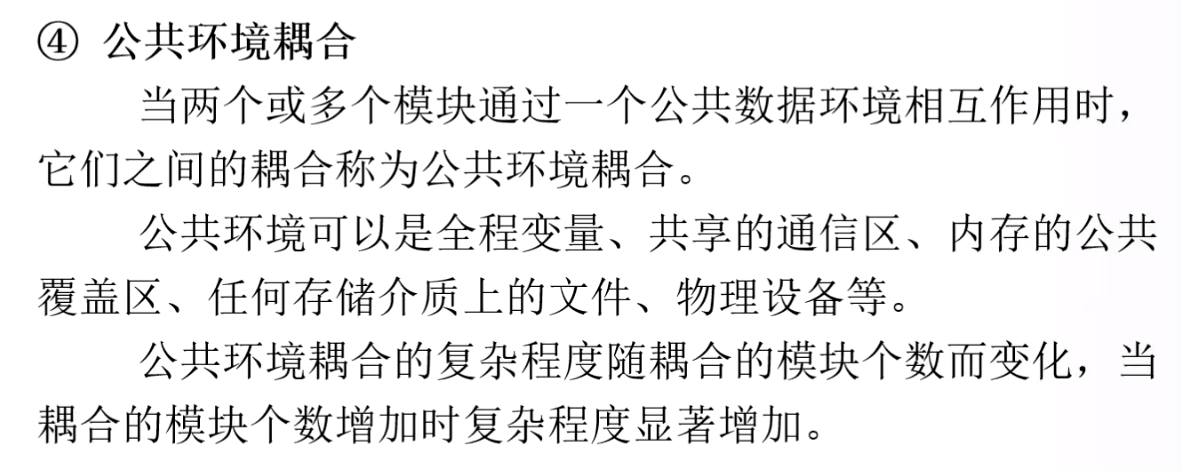 ④ 公共环境耦合
当两个或多个模块通过一个公共数据环境相互作用时，
它们之间的耦合称为公共环境耦合。
公共环境可以是全程变量、共享的通信区、内存的公共
覆盖区、任何存储介质上的文件、物理设备等。
公共环境耦合的复杂程度随耦合的模块个数而变化，当
耦合的模块个数增加时复杂程度显著增加。